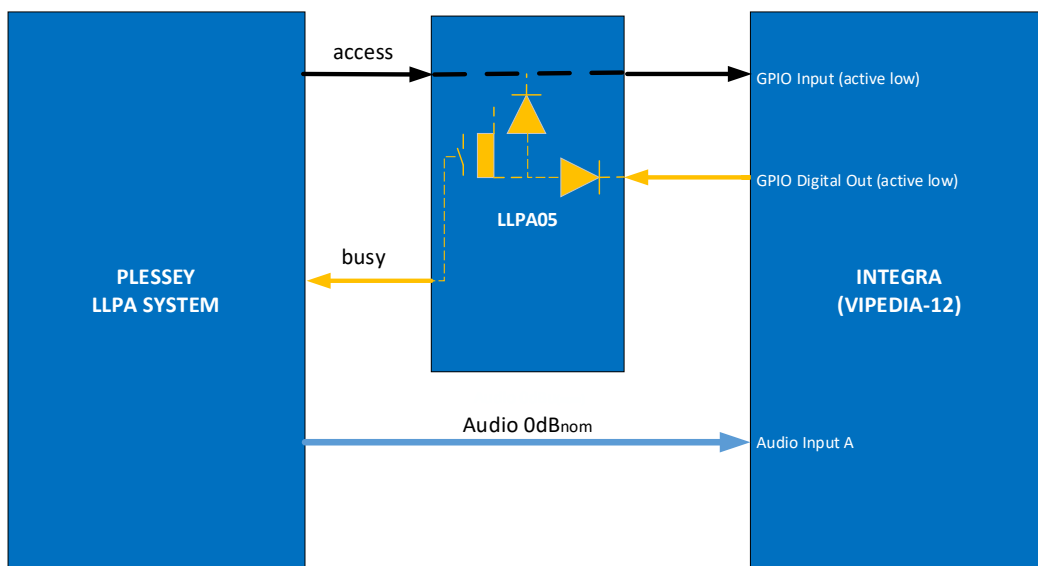 access
GPIO Input (active low)
GPIO Digital Out (active low)
LLPA05
busy
PLESSEY
LLPA SYSTEM
INTEGRA
(VIPEDIA-12)
Audio 0dBnom
Audio Input A